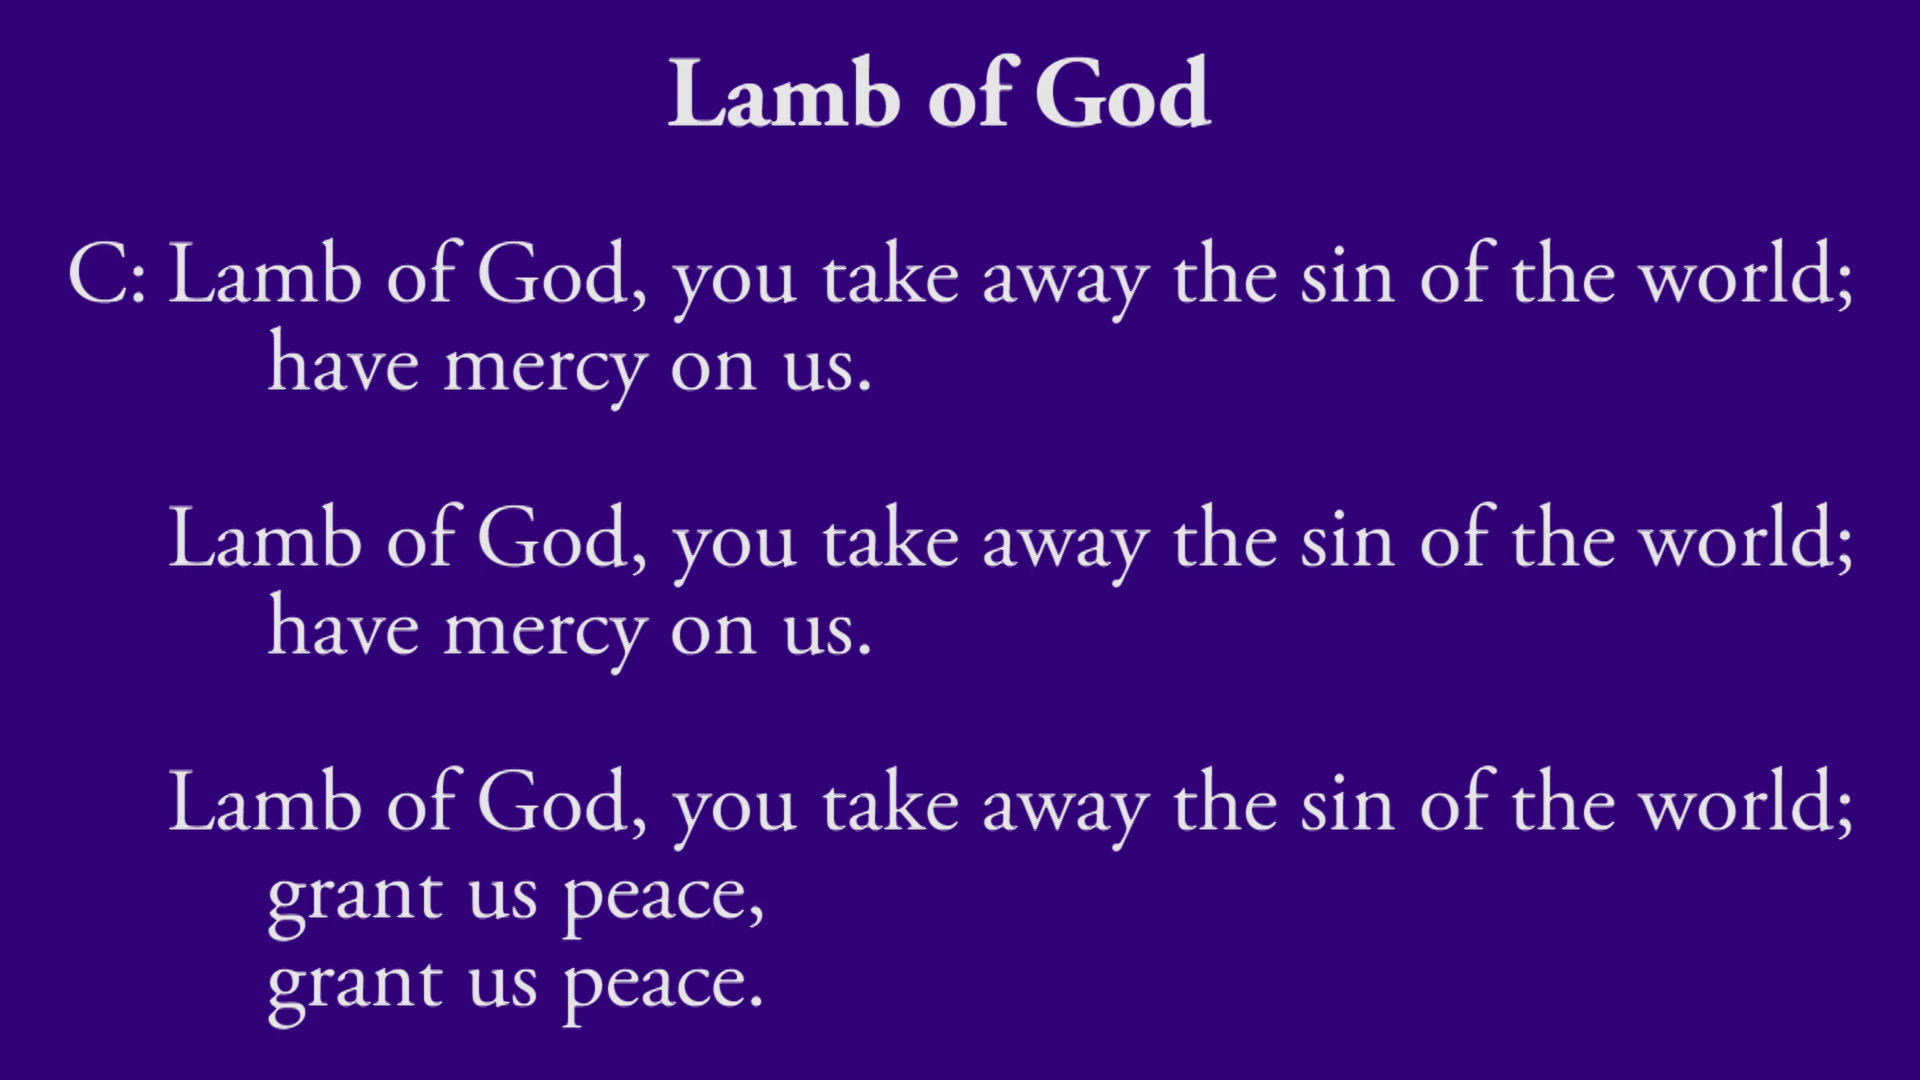 Lamb of God
C: Lamb of God, you take away the sin of the world;
have mercy on us.
Lamb of God, you take away the sin of the world;
have mercy on us.
Lamb of God, you take away the sin of the world;
grant us peace,
grant us peace.